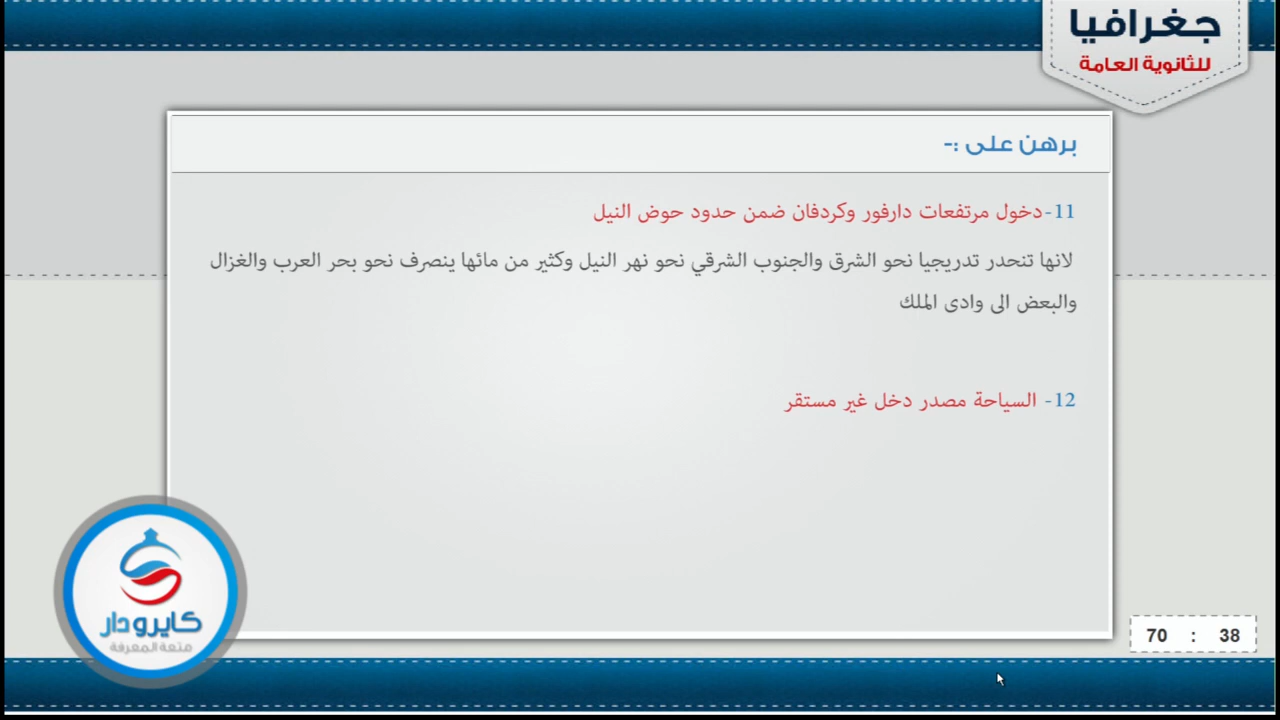 جغرافيا
للثانوية العامة
برهن على :-
11-دخول مرتفعات دارفور وكردفان ضمن حدود حوض النيل
لانها تنحدر تدريجيا نحو الشرق والجنوب الشرقي نحو نهر النيل وكثير من مائها ينصرف نحو بحر العرب والغزال
والبعض الى وادى الملك
12- السياحة مصدر دخل غير مستقر
كايرودار
متعة المعرفة
70 : 38